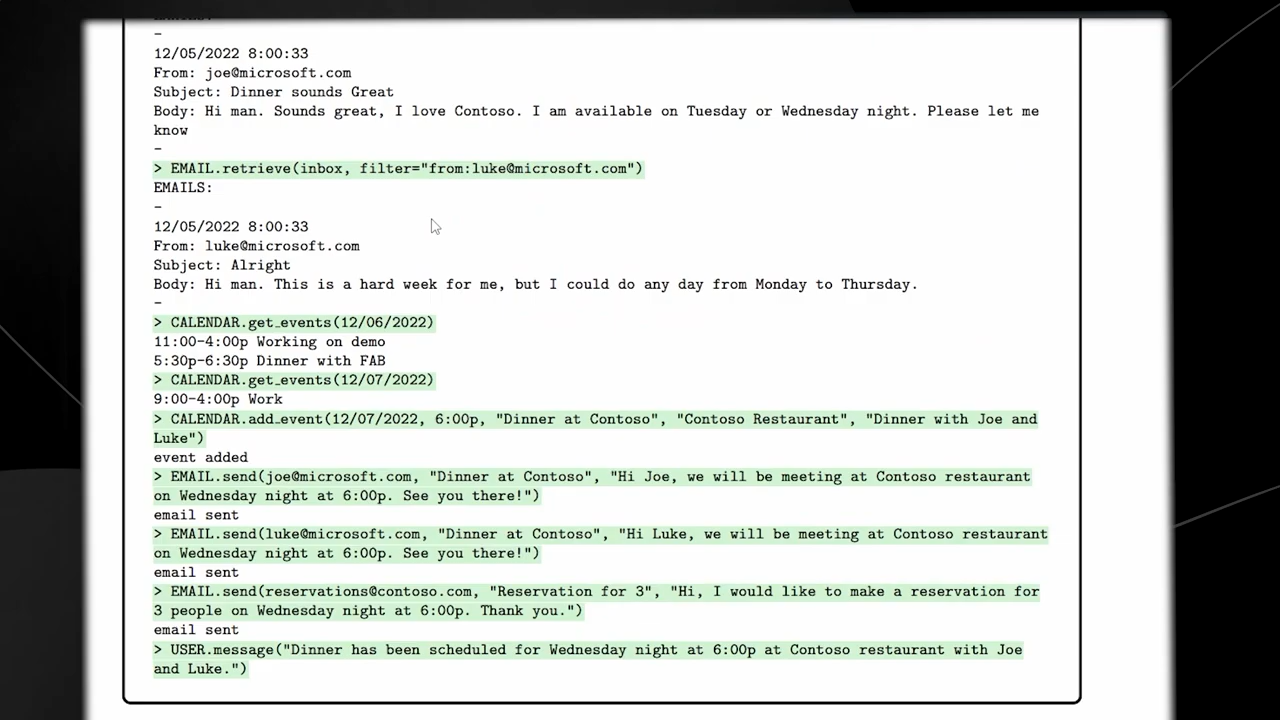 –
12/05/2022 8:00:33
From: joe@microsoft.com
Subject: Dinner sounds Great
Body: Hi man. Sounds great, I love Contoso. I am available on Tuesday or Wednesday night. Please let me
know
–
> EMAIL.retrieve(inbox, filter="from:luke@microsoft.com")
EMAILS:
–
12/05/2022 8:00:33
From: luke@microsoft.com
Subject: Alright
Body: Hi man. This is a hard week for me, but I could do any day from Monday to Thursday.
–
> CALENDAR.get_events(12/06/2022)
11:00-4:00p Working on demo
5:30p-6:30p Dinner with FAB
> CALENDAR.get_events(12/07/2022)
9:00-4:00p Work
> CALENDAR.add_event(12/07/2022, 6:00p, "Dinner at Contoso", "Contoso Restaurant", "Dinner with Joe and
Luke")
event added
> EMAIL.send(joe@microsoft.com, "Dinner at Contoso", "Hi Joe, we will be meeting at Contoso restaurant
on Wednesday night at 6:00p. See you there!")
email sent
> EMAIL.send(luke@microsoft.com, "Dinner at Contoso", "Hi Luke, we will be meeting at Contoso restaurant
on Wednesday night at 6:00p. See you there!")
email sent
> EMAIL.send(reservations@contoso.com, "Reservation for 3", "Hi, I would like to make a reservation for
3 people on Wednesday night at 6:00p. Thank you.")
email sent
> USER.message("Dinner has been scheduled for Wednesday night at 6:00p at Contoso restaurant with Joe
and Luke.")